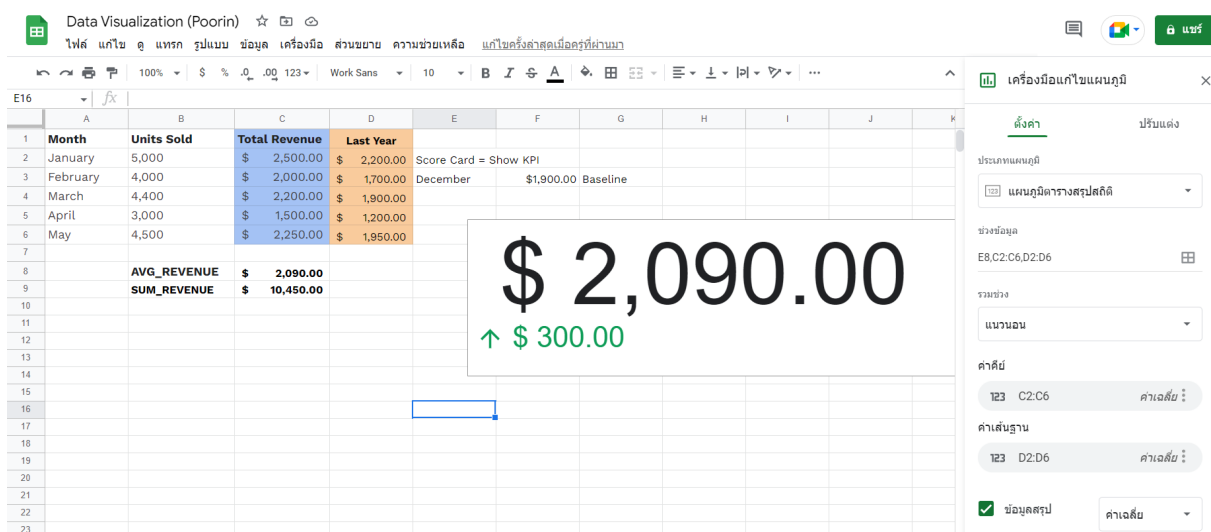 Data Visualization (Poorin)
ไฟล์ แก้ไข ดู แทรก รูปแบบ ข้อมูล เครื่องมือ ส่วนขยาย ความช่วยเหลือ แก้ไขครั้งล่าสุดเมื่อครู่ที่ผ่านมา
แชร์
100% $ % .0 .00 123 Work Sans 10 B I S A
E16 fx
A B C D E F G H I J K
1 Month Units Sold Total Revenue Last Year
2 January 5,000 $ 2,500.00 $ 2,200.00 Score Card = Show KPI
3 February 4,000 $ 2,000.00 $ 1,700.00 December $1,900.00 Baseline
4 March 4,400 $ 2,200.00 $ 1,900.00
5 April 3,000 $ 1,500.00 $ 1,200.00
6 May 4,500 $ 2,250.00 $ 1,950.00
7
8 AVG_REVENUE $ 2,090.00
9 SUM_REVENUE $ 10,450.00
10
11
12
13
14
15
16
17
18
19
20
21
22
23
$ 2,090.00
↑ $ 300.00
เครื่องมือแก้ไขแผนภูมิ
ตั้งค่า ปรับแต่ง
ประเภทแผนภูมิ
123 แผนภูมิตารางสรุปสถิติ
ช่วงข้อมูล
E8,C2:C6,D2:D6
รวมช่วง
แนวนอน
ค่าคีย์
123 C2:C6 ค่าเฉลี่ย
ค่าเส้นฐาน
123 D2:D6 ค่าเฉลี่ย
ข้อมูลสรุป ค่าเฉลี่ย